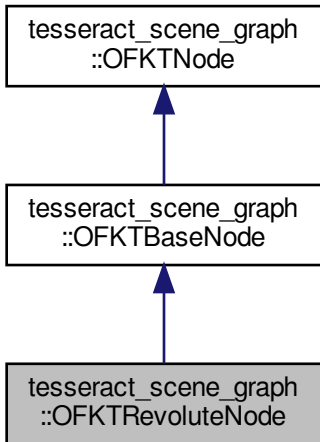 tesseract_scene_graph
::OFKTNode
tesseract_scene_graph
::OFKTBaseNode
tesseract_scene_graph
::OFKTRevoluteNode